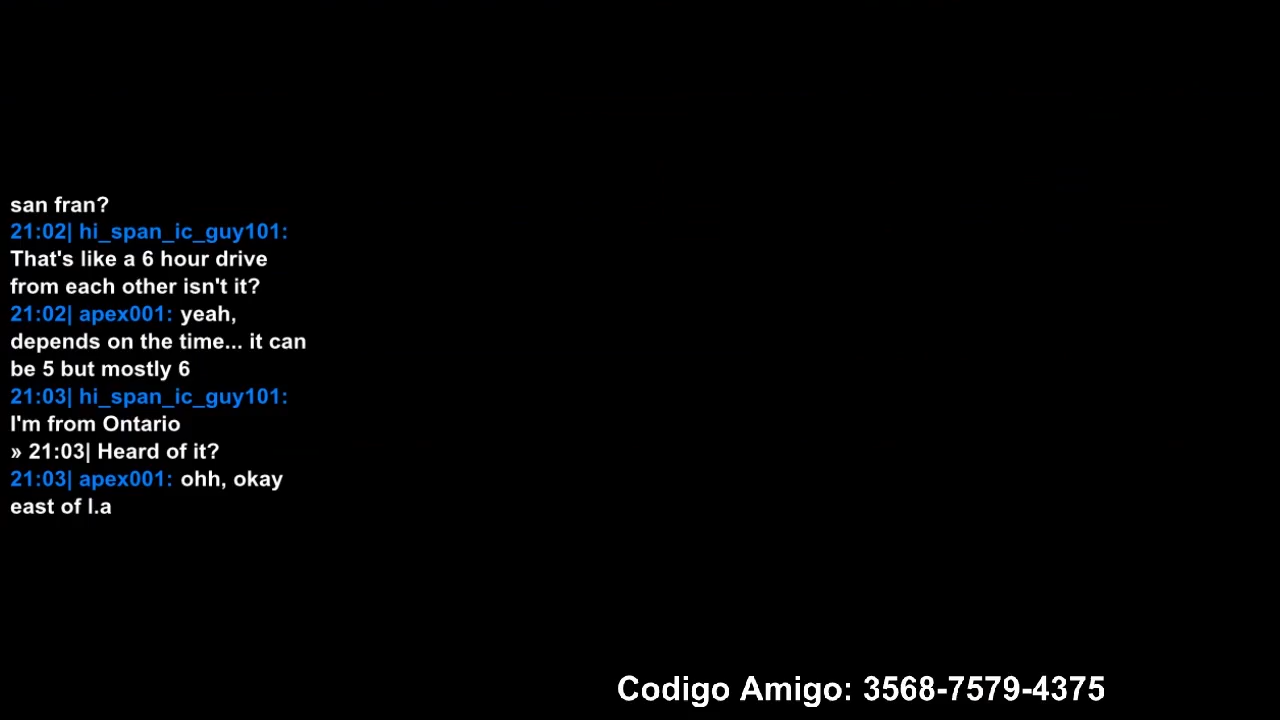 san fran?
21:02| hi_span_ic_guy101:
That's like a 6 hour drive
from each other isn't it?
21:02| apex001: yeah,
depends on the time... it can
be 5 but mostly 6
21:03| hi_span_ic_guy101:
I'm from Ontario
» 21:03| Heard of it?
21:03| apex001: ohh, okay
east of l.a
Codigo Amigo: 3568-7579-4375